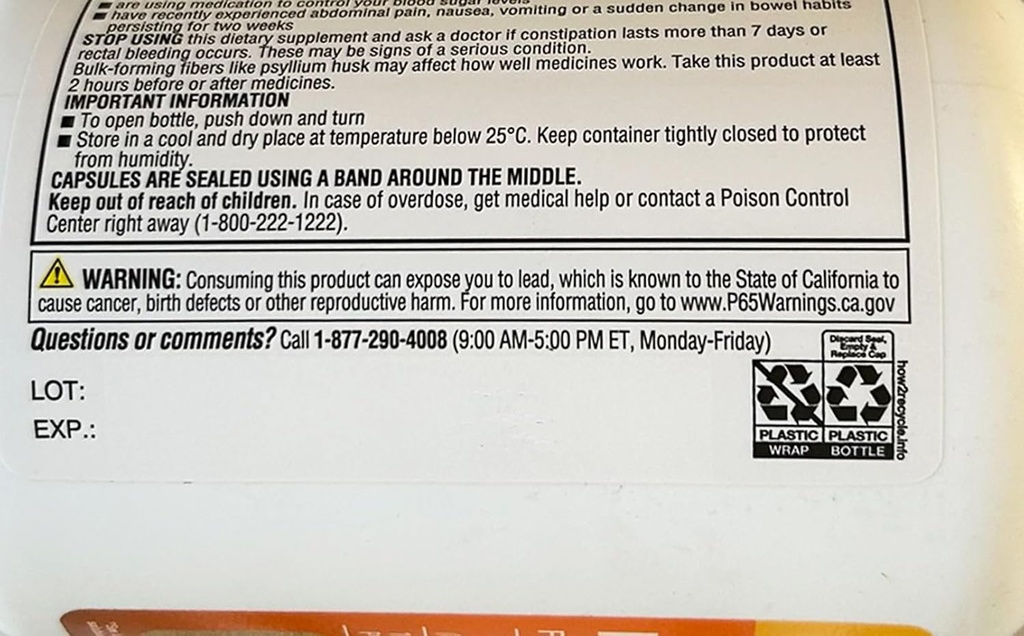 ■ are using medication to control your blood sugar levels
■ have recently experienced abdominal pain, nausea, vomiting or a sudden change in bowel habits
persisting for two weeks
STOP USING this dietary supplement and ask a doctor if constipation lasts more than 7 days or
rectal bleeding occurs. These may be signs of a serious condition.
Bulk-forming fibers like psyllium husk may affect how well medicines work. Take this product at least
2 hours before or after medicines.
IMPORTANT INFORMATION
■ To open bottle, push down and turn
■ Store in a cool and dry place at temperature below 25°C. Keep container tightly closed to protect
from humidity.
CAPSULES ARE SEALED USING A BAND AROUND THE MIDDLE.
Keep out of reach of children. In case of overdose, get medical help or contact a Poison Control
Center right away (1-800-222-1222).
WARNING: Consuming this product can expose you to lead, which is known to the State of California to
cause cancer, birth defects or other reproductive harm. For more information, go to www.P65Warnings.ca.gov
Questions or comments? Call 1-877-290-4008 (9:00 AM-5:00 PM ET, Monday-Friday)
LOT:
EXP.:
Discard Seal,
Empty &
Replace Cap
PLASTIC
WRAP
PLASTIC
BOTTLE
how2recycle.info